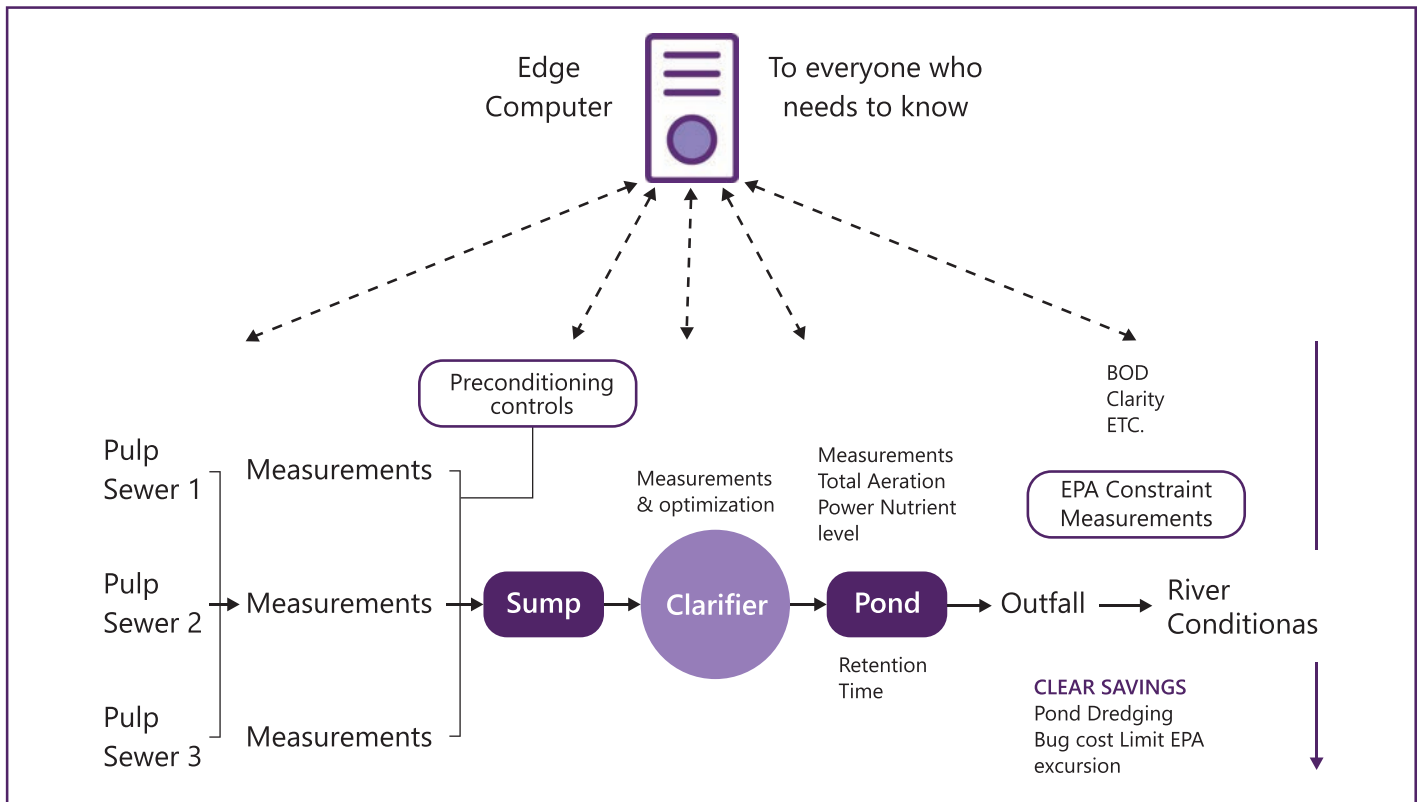 Edge
Computer
To everyone who
needs to know
Preconditioning
controls
BOD
Clarity
ETC.
Pulp
Sewer 1
Measurements
Measurements
& optimization
Measurements
Total Aeration
Power Nutrient
level
EPA Constraint
Measurements
Pulp
Sewer 2
Measurements
Sump
Clarifier
Pond
Outfall
River
Conditionas
Retention
Time
CLEAR SAVINGS
Pond Dredging
Bug cost Limit EPA
excursion
Pulp
Sewer 3
Measurements